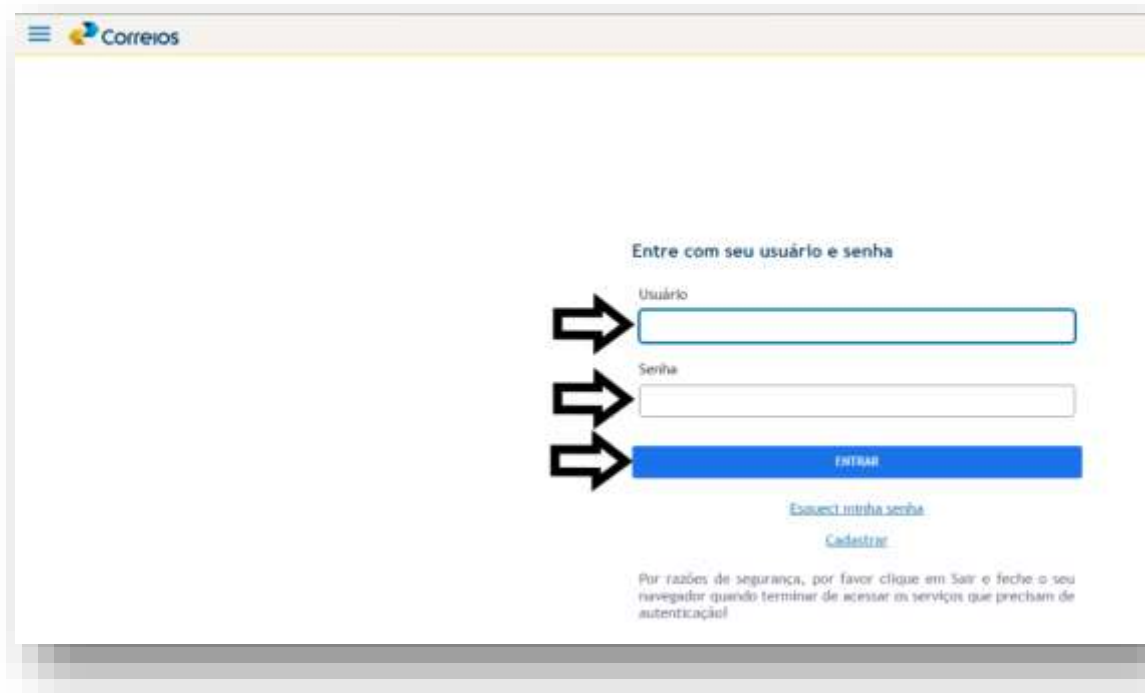 Correios
Entre com seu usuário e senha
Usuário
Senha
ENTRAR
Esqueci minha senha
Cadastrar
Por razões de segurança, por favor clique em Sair e feche o seu
navegador quando terminar de acessar os serviços que precisam de
autenticação!